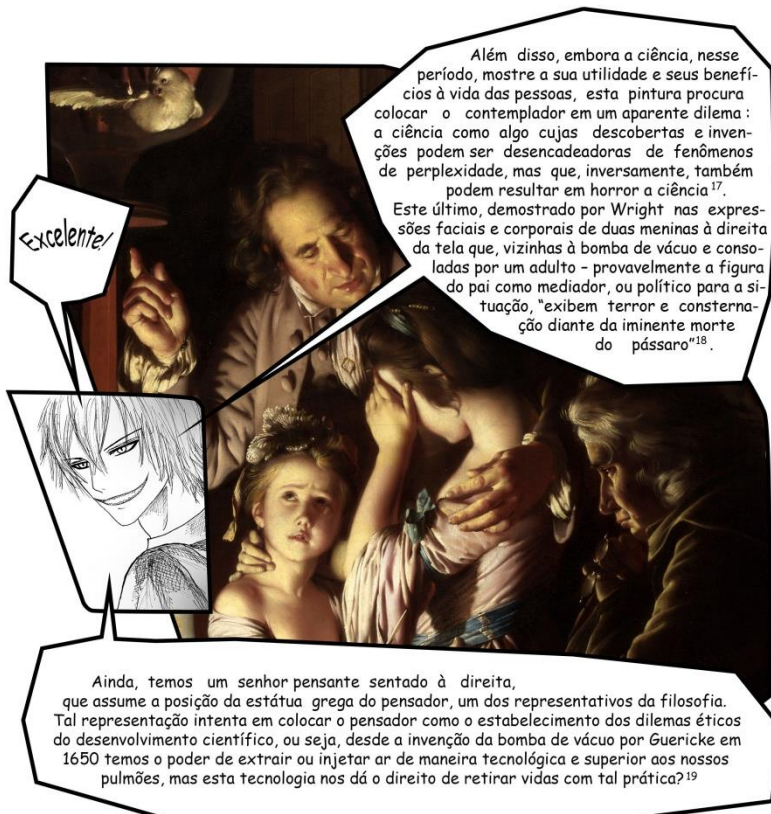 Excelente!
Além disso, embora a ciência, nesse
período, mostre a sua utilidade e seus benefí-
cios à vida das pessoas, esta pintura procura
colocar o contemplador em um aparente dilema :
a ciência como algo cujas descobertas e inven-
ções podem ser desencadeadoras de fenômenos
de perplexidade, mas que, inversamente, também
podem resultar em horror a ciência 17.
Este último, demostrado por Wright nas expres-
sões faciais e corporais de duas meninas à direita
da tela que, vizinhas à bomba de vácuo e conso-
ladas por um adulto – provavelmente a figura
do pai como mediador, ou político para a si-
tuação, "exibem terror e consterna-
ção diante da iminente morte
do pássaro"18.
Ainda, temos um senhor pensante sentado à direita,
que assume a posição da estátua grega do pensador, um dos representativos da filosofia.
Tal representação intenta em colocar o pensador como o estabelecimento dos dilemas éticos
do desenvolvimento científico, ou seja, desde a invenção da bomba de vácuo por Guericke em
1650 temos o poder de extrair ou injetar ar de maneira tecnológica e superior aos nossos
pulmões, mas esta tecnologia nos dá o direito de retirar vidas com tal prática? 19